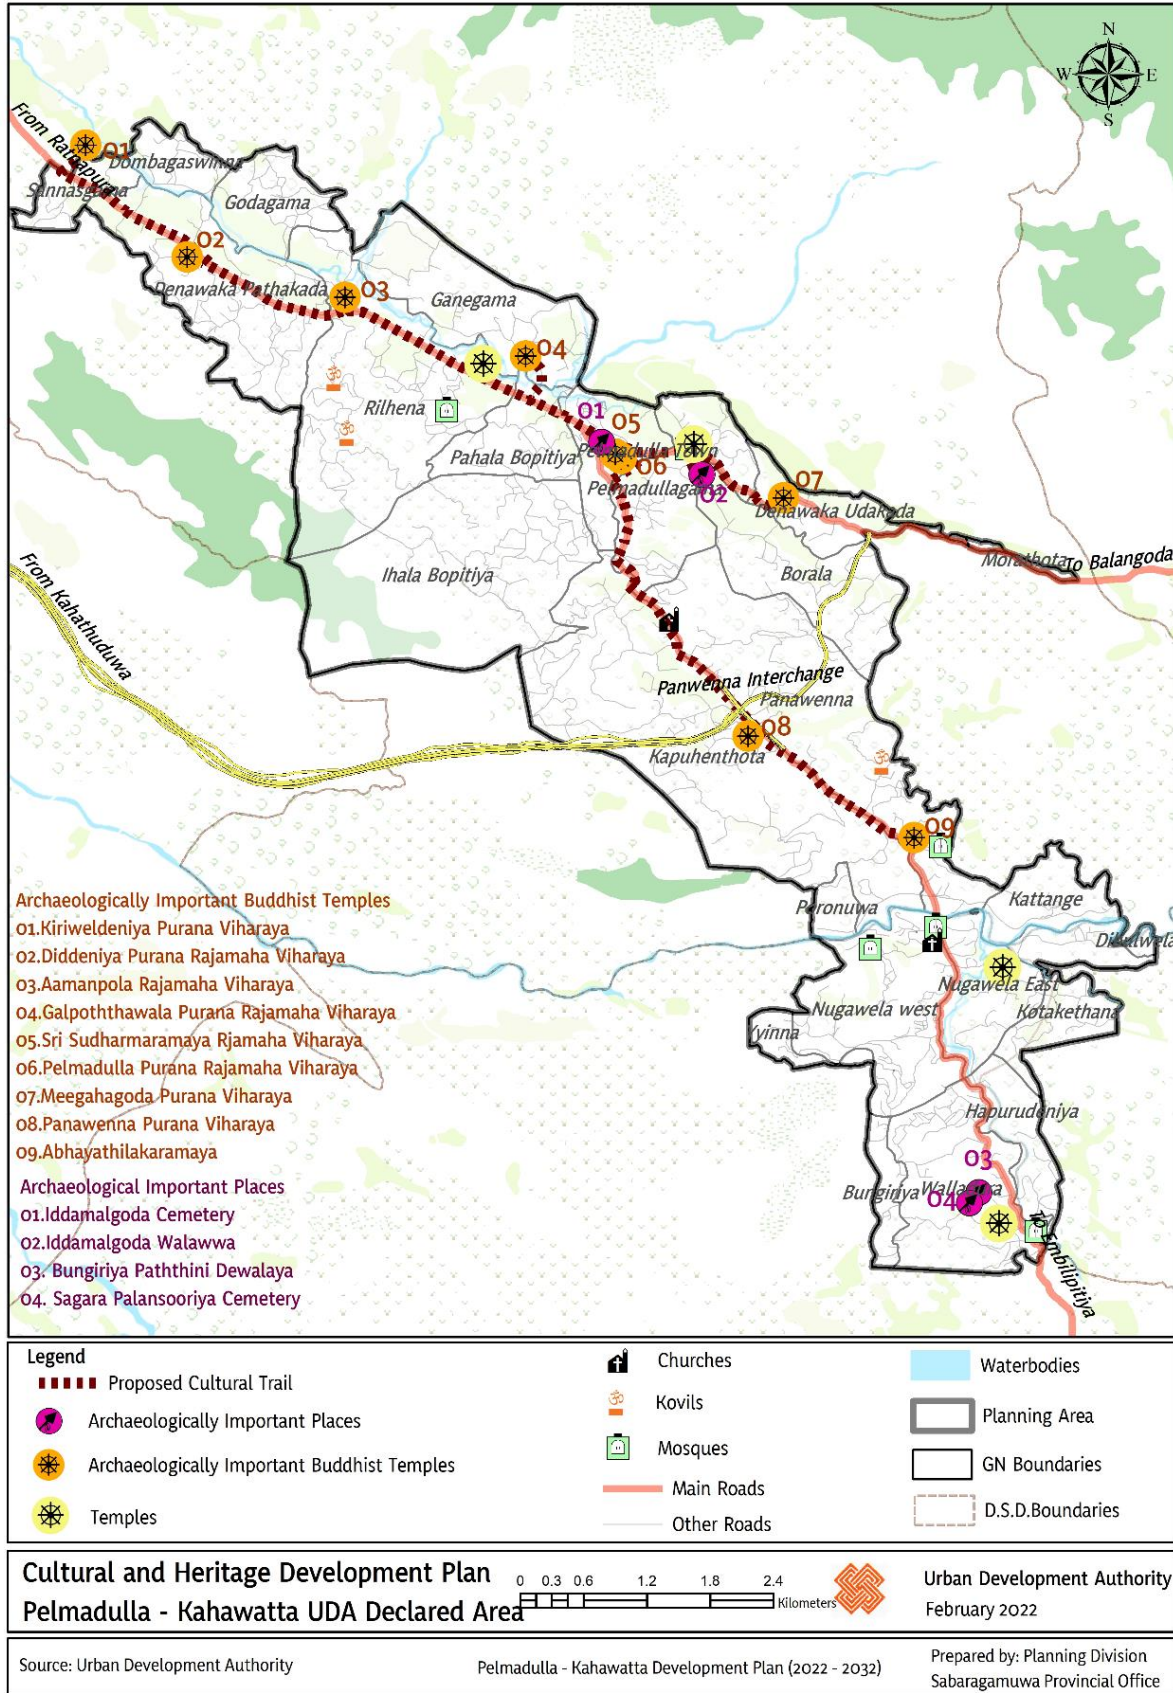 N
W
E
S
From Ratnapura
01
Dombagaswinna
Sannasgama
Godagama
02
Denawaka Pathakada
03
Ganegama
04
Rilhena
01
05
Pahala Bopitiya
Pelmadulla Town
06
Pelmadullagama
02
07
Denawaka Udakada
Morathota
To Balangoda
From Kahathuduwa
Ihala Bopitiya
Borala
Panwenna Interchange
Panawenna
08
Kapuhenthota
09
Poronuwa
Kattange
Dikulwela
Nugawela East
Nugawela west
Kotakethana
Yyinna
Hapurudeniya
03
Bungiriya
04
To Embilipitiya
Archaeologically Important Buddhist Temples
01.Kiriweldeniya Purana Viharaya
02.Diddeniya Purana Rajamaha Viharaya
03.Aamanpola Rajamaha Viharaya
04.Galpoththawala Purana Rajamaha Viharaya
05.Sri Sudharmaramaya Rjamaha Viharaya
06.Pelmadulla Purana Rajamaha Viharaya
07.Meegahagoda Purana Viharaya
08.Panawenna Purana Viharaya
09.Abhayathilakaramaya
Archaeological Important Places
01.Iddamalgoda Cemetery
02.Iddamalgoda Walawwa
03. Bungiriya Paththini Dewalaya
04. Sagara Palansooriya Cemetery
Legend
Proposed Cultural Trail
Archaeologically Important Places
Archaeologically Important Buddhist Temples
Temples
Churches
Kovils
Mosques
Main Roads
Other Roads
Waterbodies
Planning Area
GN Boundaries
D.S.D.Boundaries
Cultural and Heritage Development Plan
Pelmadulla - Kahawatta UDA Declared Area
0 0.3 0.6 1.2 1.8 2.4
Kilometers
Urban Development Authority
February 2022
Source: Urban Development Authority
Pelmadulla - Kahawatta Development Plan (2022 - 2032)
Prepared by: Planning Division
Sabaragamuwa Provincial Office